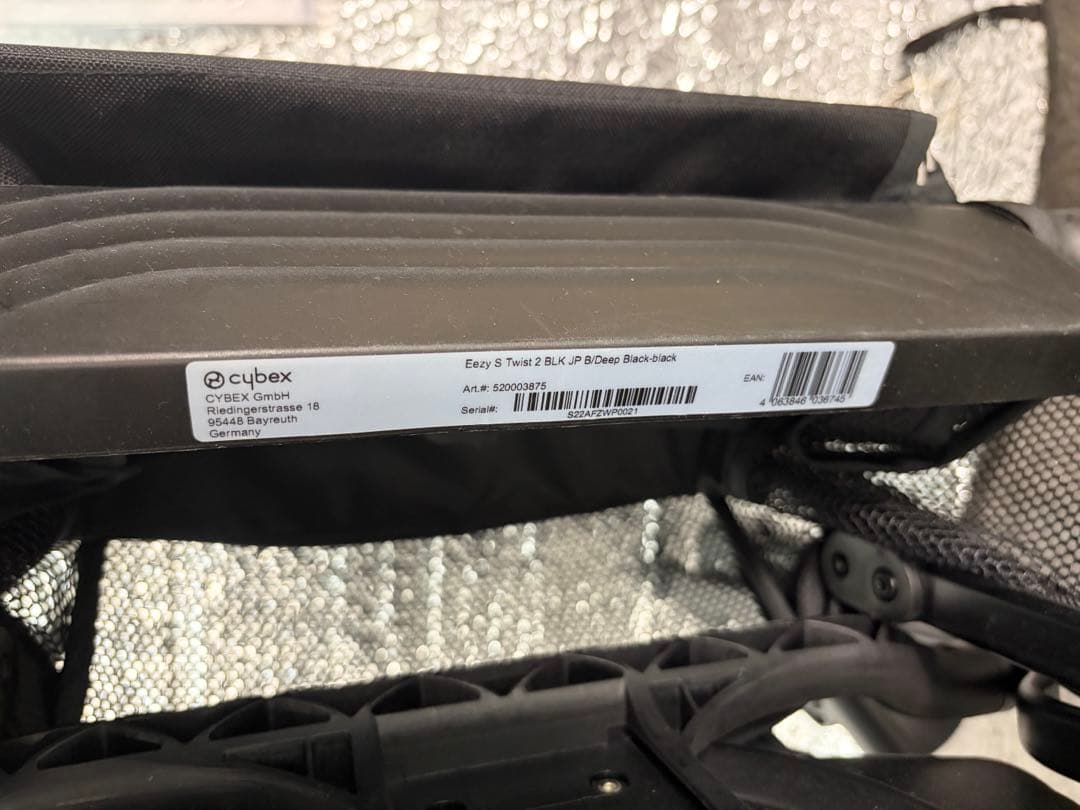 cybex
CYBEX GmbH
Riedingerstrasse 18
95448 Bayreuth
Germany
Eezy S Twist 2 BLK JP B/Deep Black-black
Art.#: 520003875
Serial#:
S22AFZWP0021
EAN:
4 063846 036745